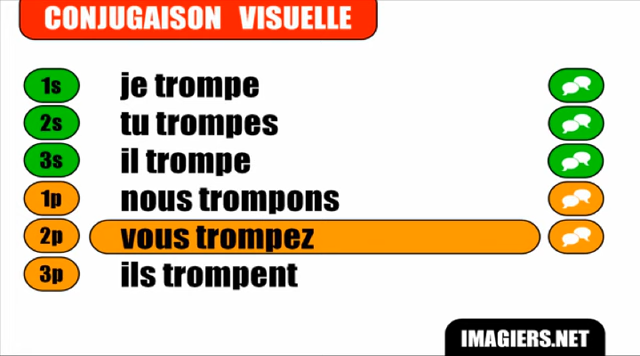 CONJUGAISON VISUELLE
1s je trompe
2s tu trompes
3s il trompe
1p nous trompons
2p vous trompez
3p ils trompent
IMAGIERS.NET